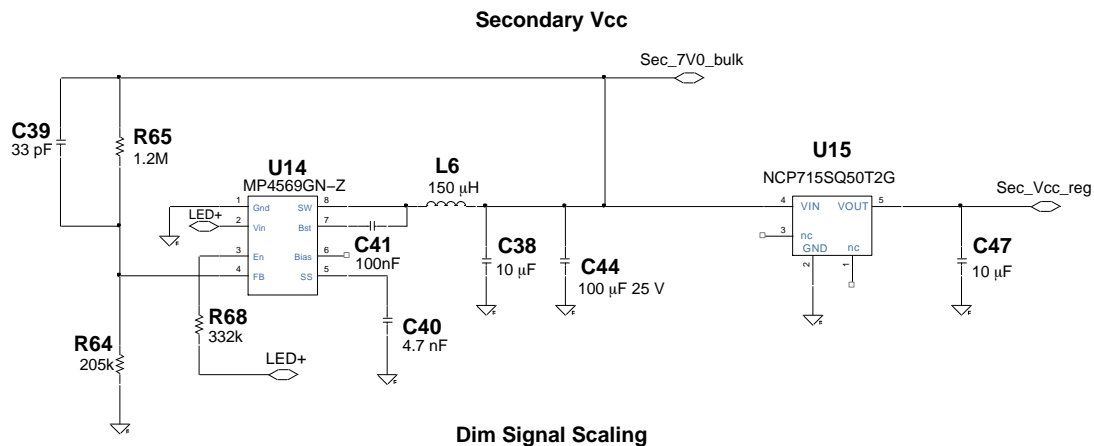 Secondary Vcc
Sec_7V0_bulk
C39
33 pF
R65
1.2M
U14
MP4569GN−Z
L6
150 μH
U15
NCP715SQ50T2G
Sec_Vcc_reg
LED+
1
Gnd
SW
8
2
Vin
Bst
7
3
En
Bias
6
4
FB
SS
5
C41
100nF
C38
10 μF
C44
100 μF 25 V
4
VIN
VOUT
5
3
nc
GND
nc
2
1
C47
10 μF
R68
332k
C40
4.7 nF
R64
205k
LED+
Dim Signal Scaling